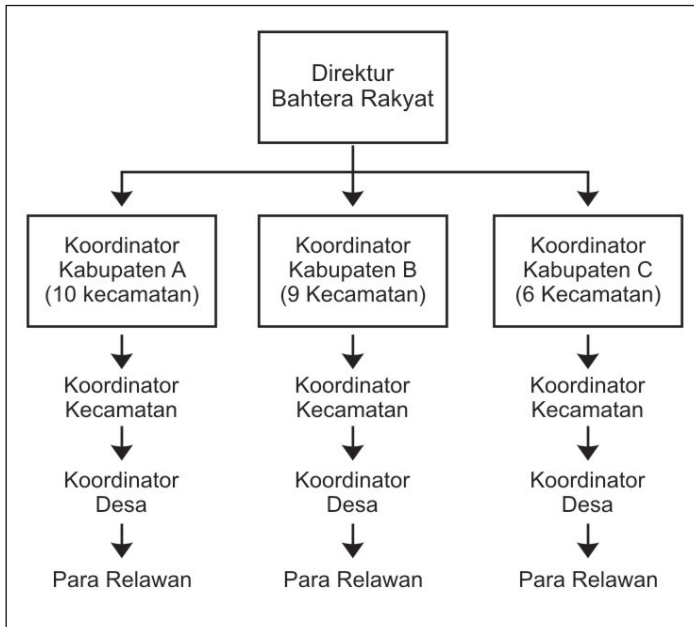 Direktur
Bahtera Rakyat
Koordinator
Kabupaten A
(10 kecamatan)
Koordinator
Kabupaten B
(9 Kecamatan)
Koordinator
Kabupaten C
(6 Kecamatan)
Koordinator
Kecamatan
Koordinator
Kecamatan
Koordinator
Kecamatan
Koordinator
Desa
Koordinator
Desa
Koordinator
Desa
Para Relawan
Para Relawan
Para Relawan